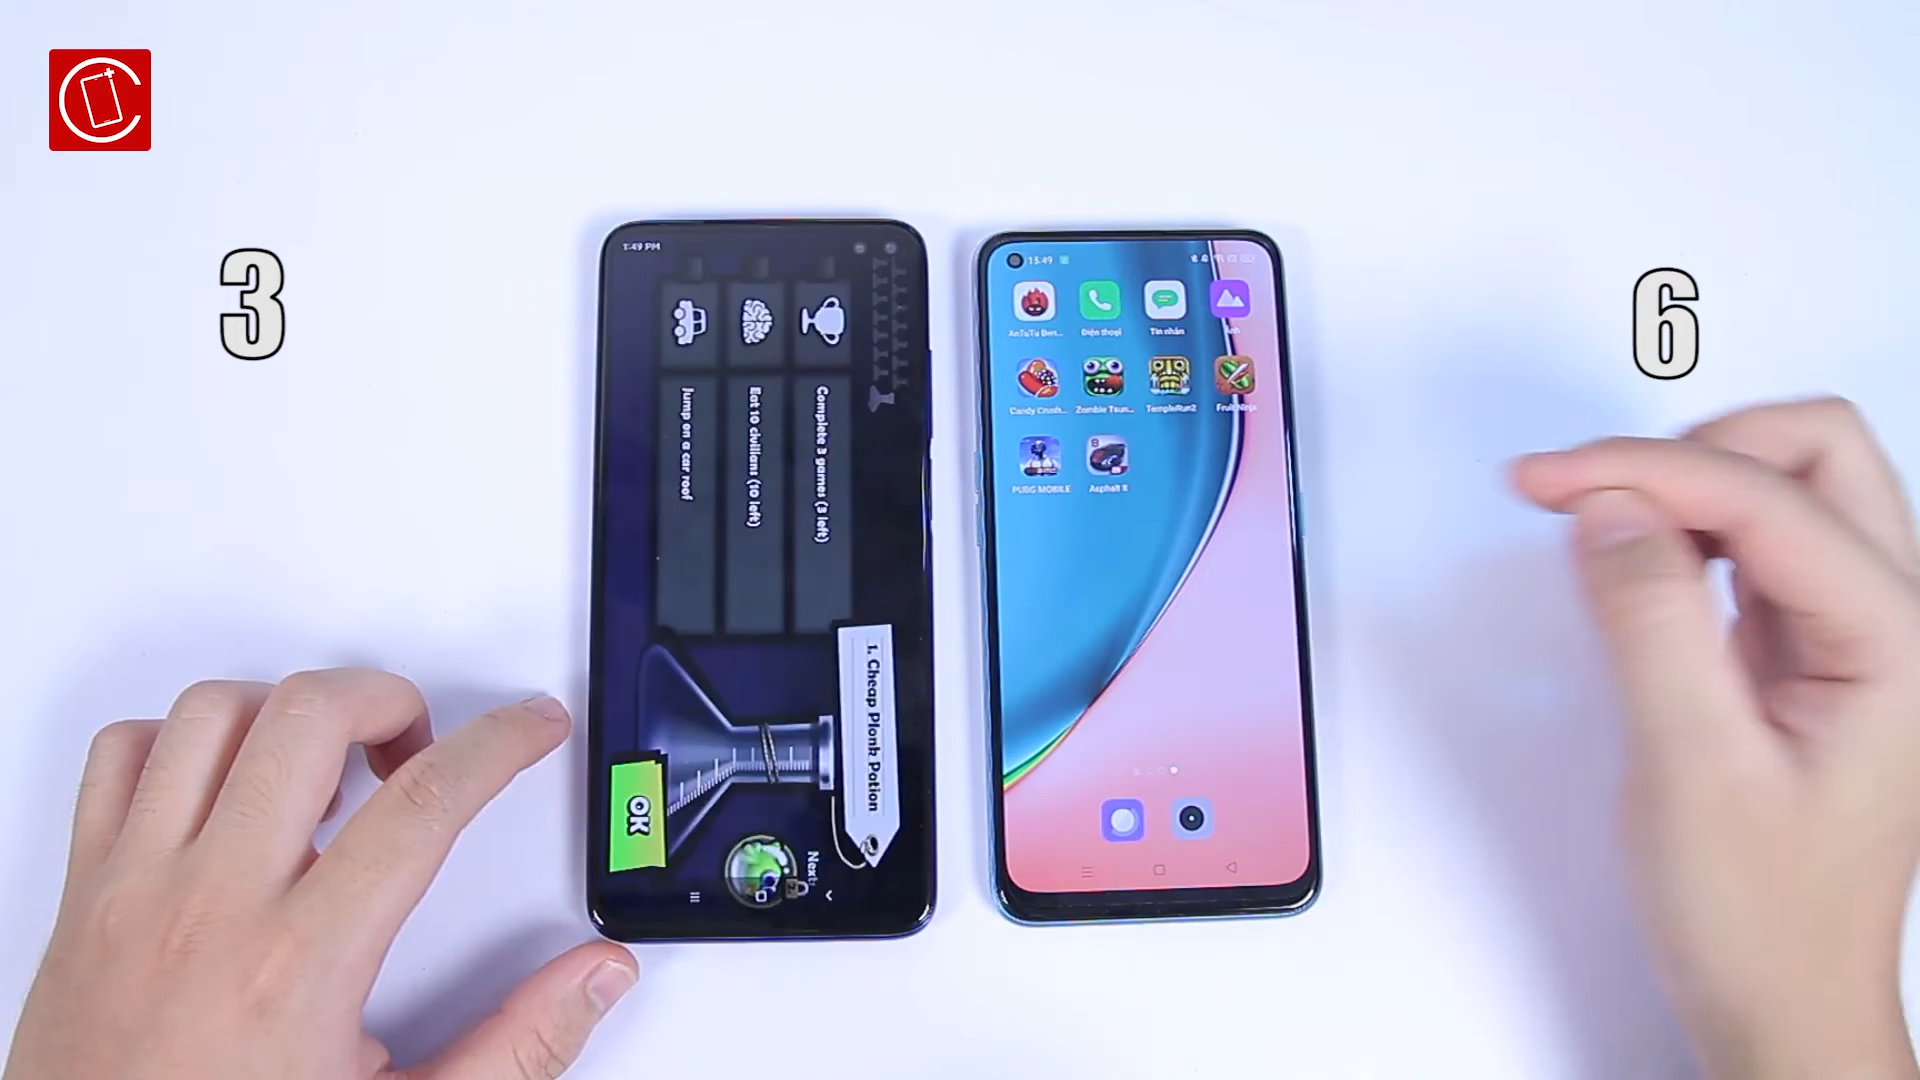 3
6
1:49 PM
Complete 3 games (3 left)
Eat 10 civilians (10 left)
Jump on a car roof
1. Cheap Plonk Potion
Next:
OK
15:49
AnTuTu Ben...
Điện thoại
Tin nhắn
Ảnh
Candy Crush...
Zombie Tsun...
TempleRun2
Fruit Ninja
PUBG MOBILE
Asphalt 8